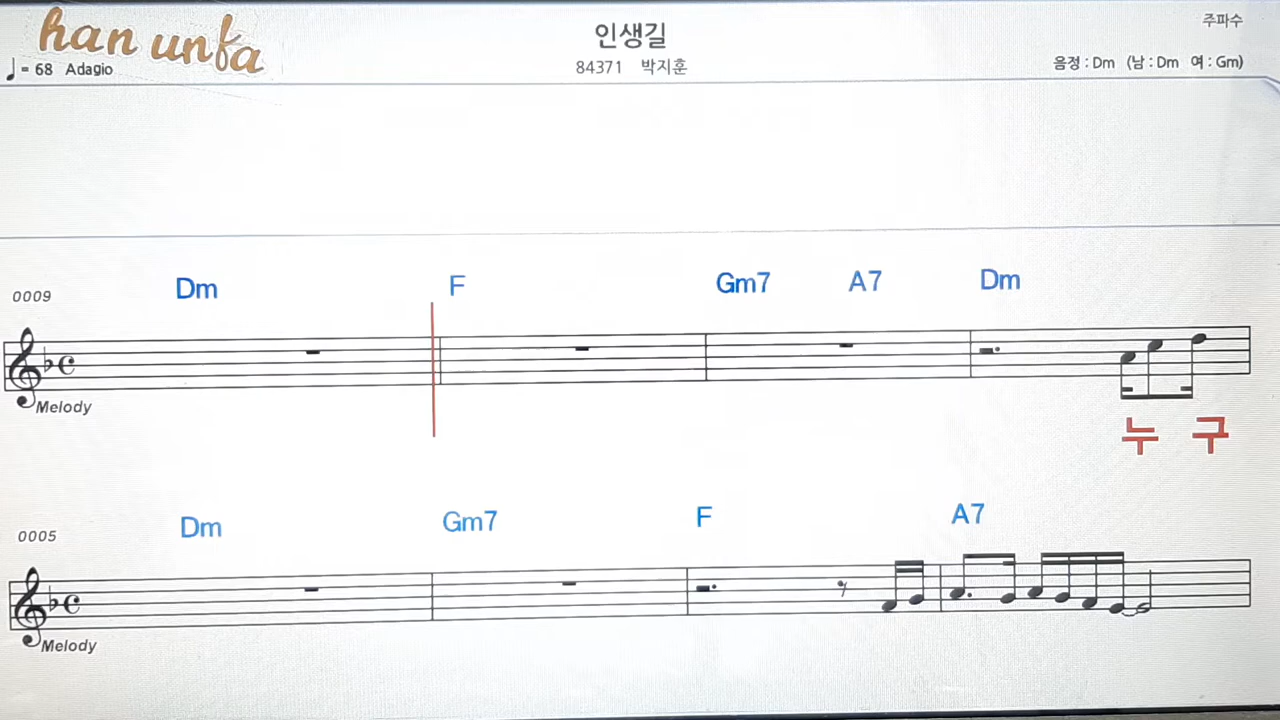 han unfa
인생길
주파수
♩= 68 Adagio
84371 박지훈
음정 : Dm (남 : Dm 여 : Gm)
Dm F Gm7 A7 Dm
0009
Melody
누 구
Dm Gm7 F A7
0005
Melody